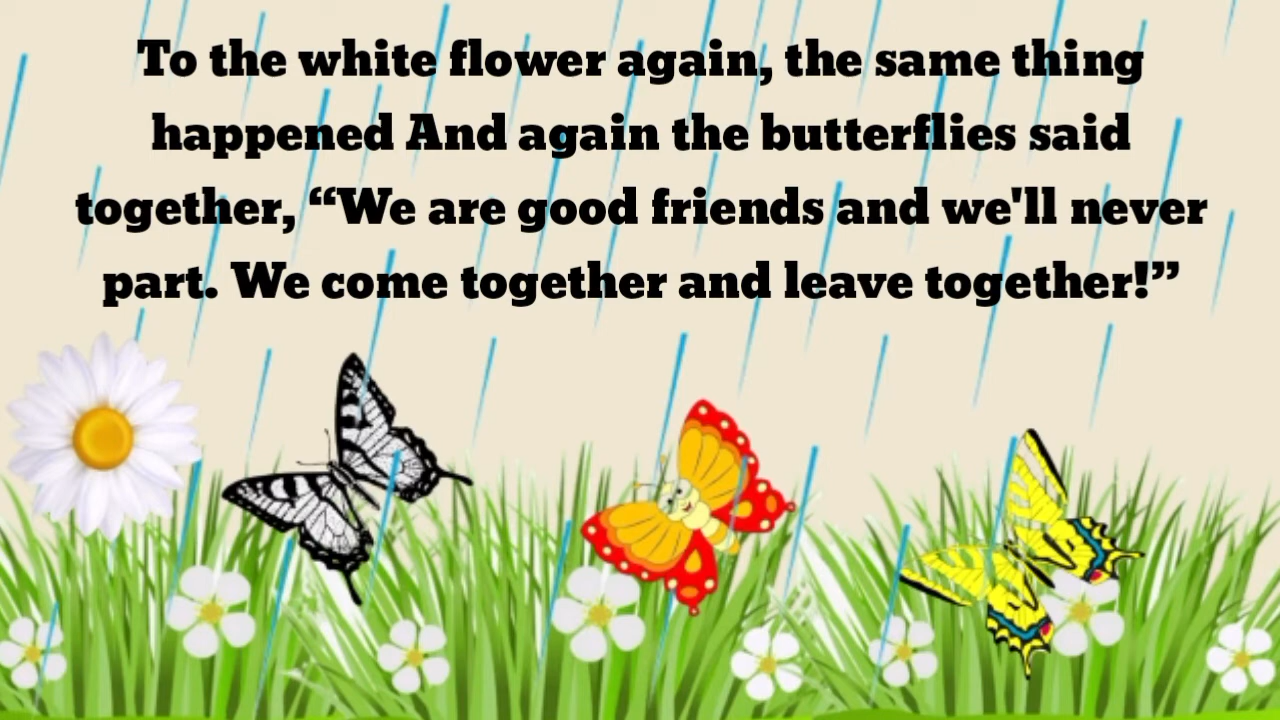 To the white flower again, the same thing
happened And again the butterflies said
together, “We are good friends and we'll never
part. We come together and leave together!”